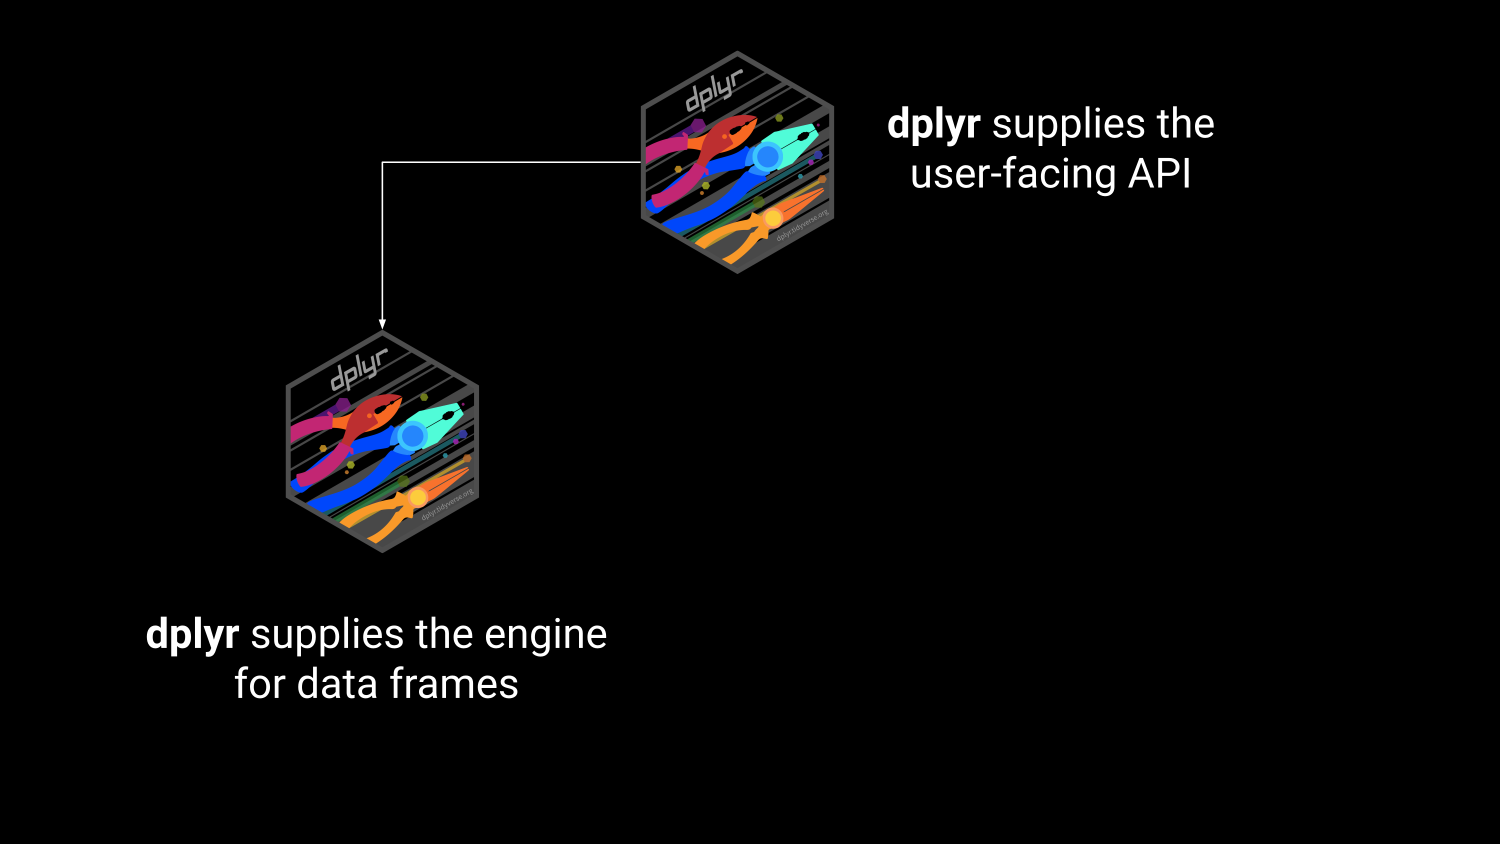 dplyr
dplyr supplies the
user-facing API
dplyr.tidyverse.org
dplyr
dplyr.tidyverse.org
dplyr supplies the engine
for data frames